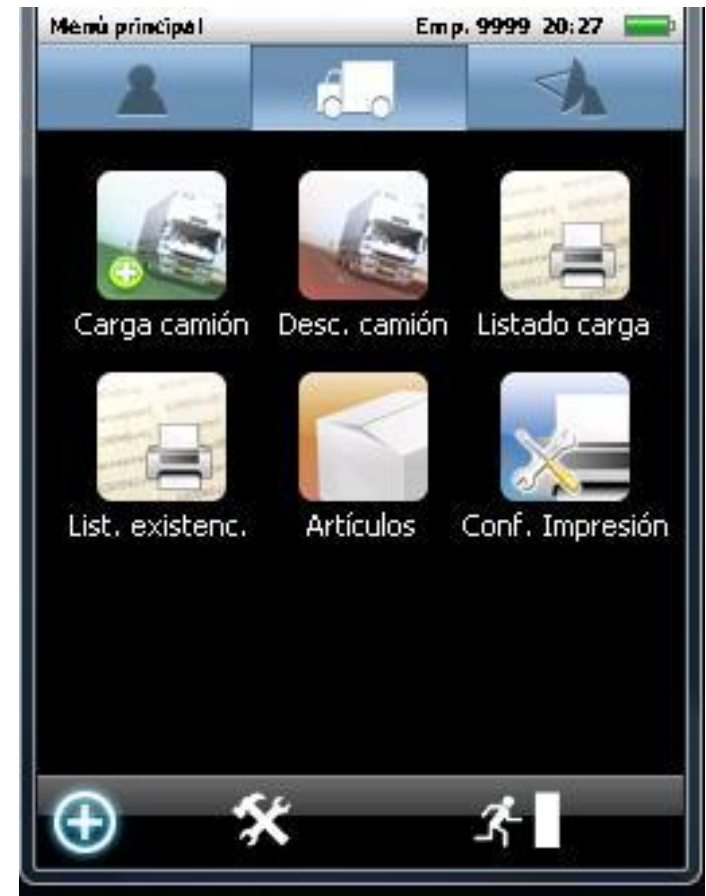 Menú principal Emp. 9999 20:27
Carga camión Desc. camión Listado carga
List. existenc. Artículos Conf. Impresión